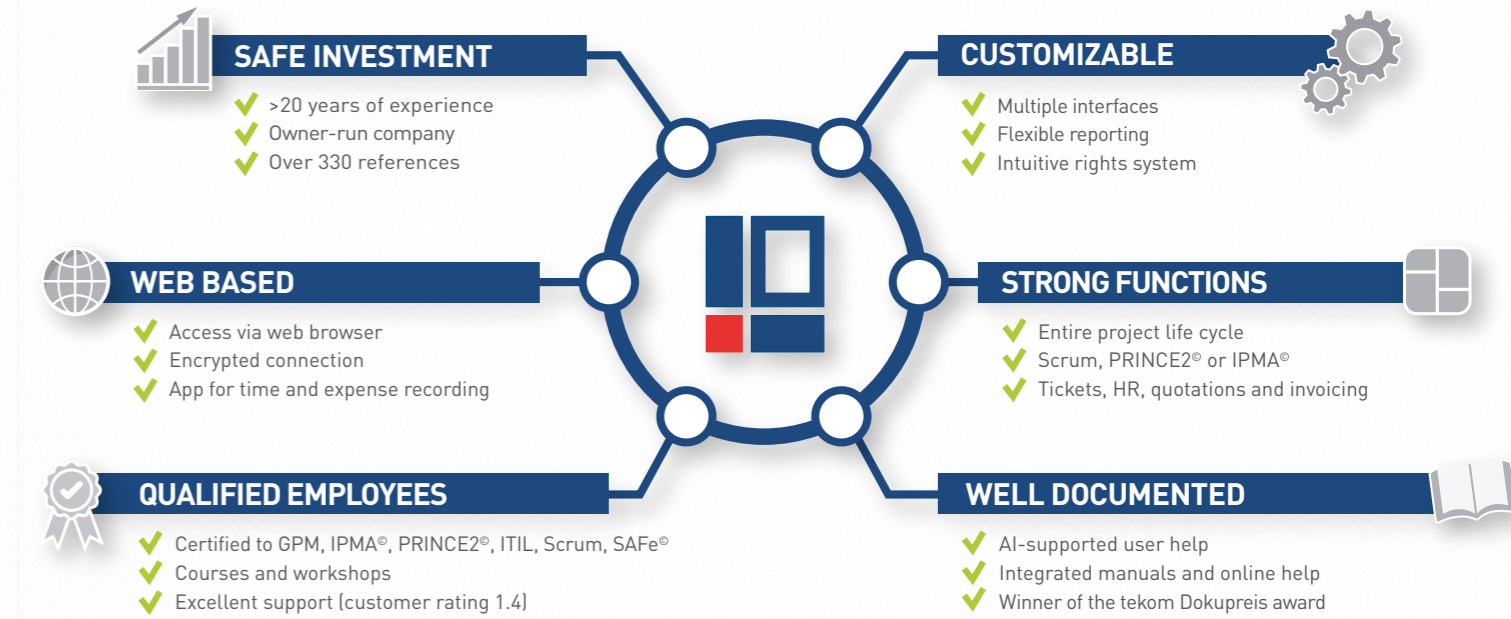 SAFE INVESTMENT
>20 years of experience
Owner-run company
Over 330 references
CUSTOMIZABLE
Multiple interfaces
Flexible reporting
Intuitive rights system
WEB BASED
Access via web browser
Encrypted connection
App for time and expense recording
STRONG FUNCTIONS
Entire project life cycle
Scrum, PRINCE2© or IPMA©
Tickets, HR, quotations and invoicing
QUALIFIED EMPLOYEES
Certified to GPM, IPMA©, PRINCE2©, ITIL, Scrum, SAFe©
Courses and workshops
Excellent support (customer rating 1.4)
WELL DOCUMENTED
AI-supported user help
Integrated manuals and online help
Winner of the tekom Dokupreis award